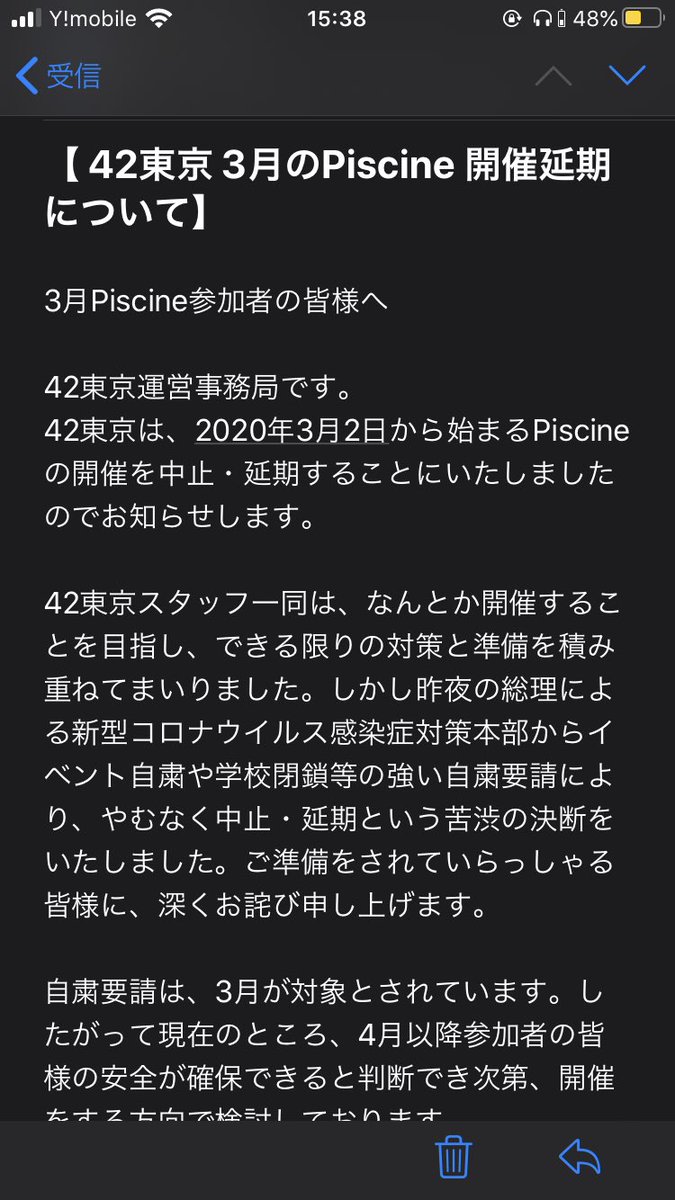 Y!mobile 15:38 48%
受信
【 42東京 3月のPiscine 開催延期
について】
3月Piscine参加者の皆様へ
42東京運営事務局です。
42東京は、2020年3月2日から始まるPiscine
の開催を中止・延期することにいたしました
のでお知らせします。
42東京スタッフ一同は、なんとか開催するこ
とを目指し、できる限りの対策と準備を積み
重ねてまいりました。しかし昨夜の総理によ
る新型コロナウイルス感染症対策本部からイ
ベント自粛や学校閉鎖等の強い自粛要請によ
り、やむなく中止・延期という苦渋の決断を
いたしました。ご準備をされていらっしゃる
皆様に、深くお詫び申し上げます。
自粛要請は、3月が対象とされています。し
たがって現在のところ、4月以降参加者の皆
様の安全が確保できると判断でき次第、開催
をする方向で検討しております。